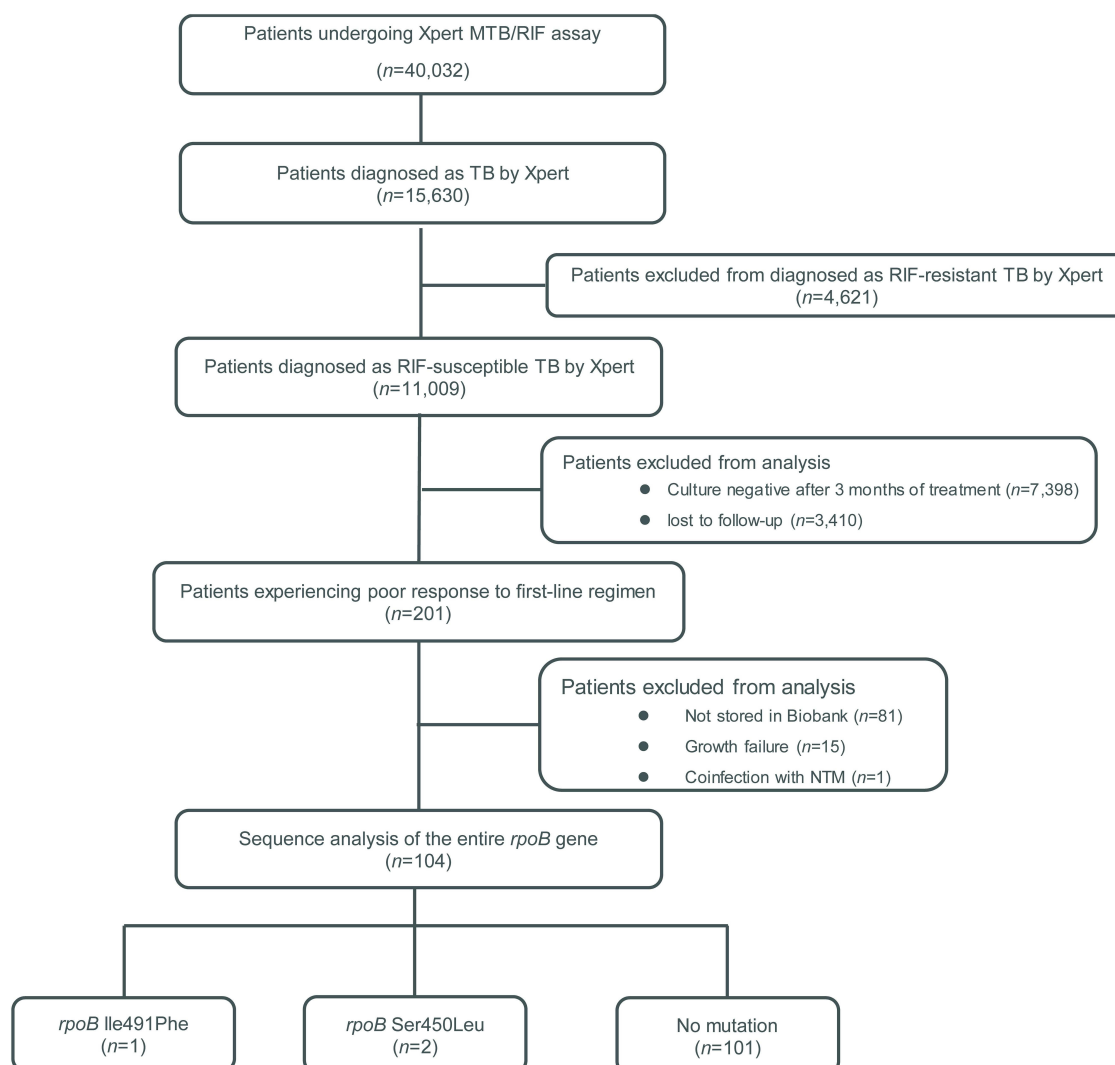 Patients undergoing Xpert MTB/RIF assay
(n=40,032)
Patients diagnosed as TB by Xpert
(n=15,630)
Patients excluded from diagnosed as RIF-resistant TB by Xpert
(n=4,621)
Patients diagnosed as RIF-susceptible TB by Xpert
(n=11,009)
Patients excluded from analysis
● Culture negative after 3 months of treatment (n=7,398)
● lost to follow-up (n=3,410)
Patients experiencing poor response to first-line regimen
(n=201)
Patients excluded from analysis
● Not stored in Biobank (n=81)
● Growth failure (n=15)
● Coinfection with NTM (n=1)
Sequence analysis of the entire rpoB gene
(n=104)
rpoB Ile491Phe
(n=1)
rpoB Ser450Leu
(n=2)
No mutation
(n=101)